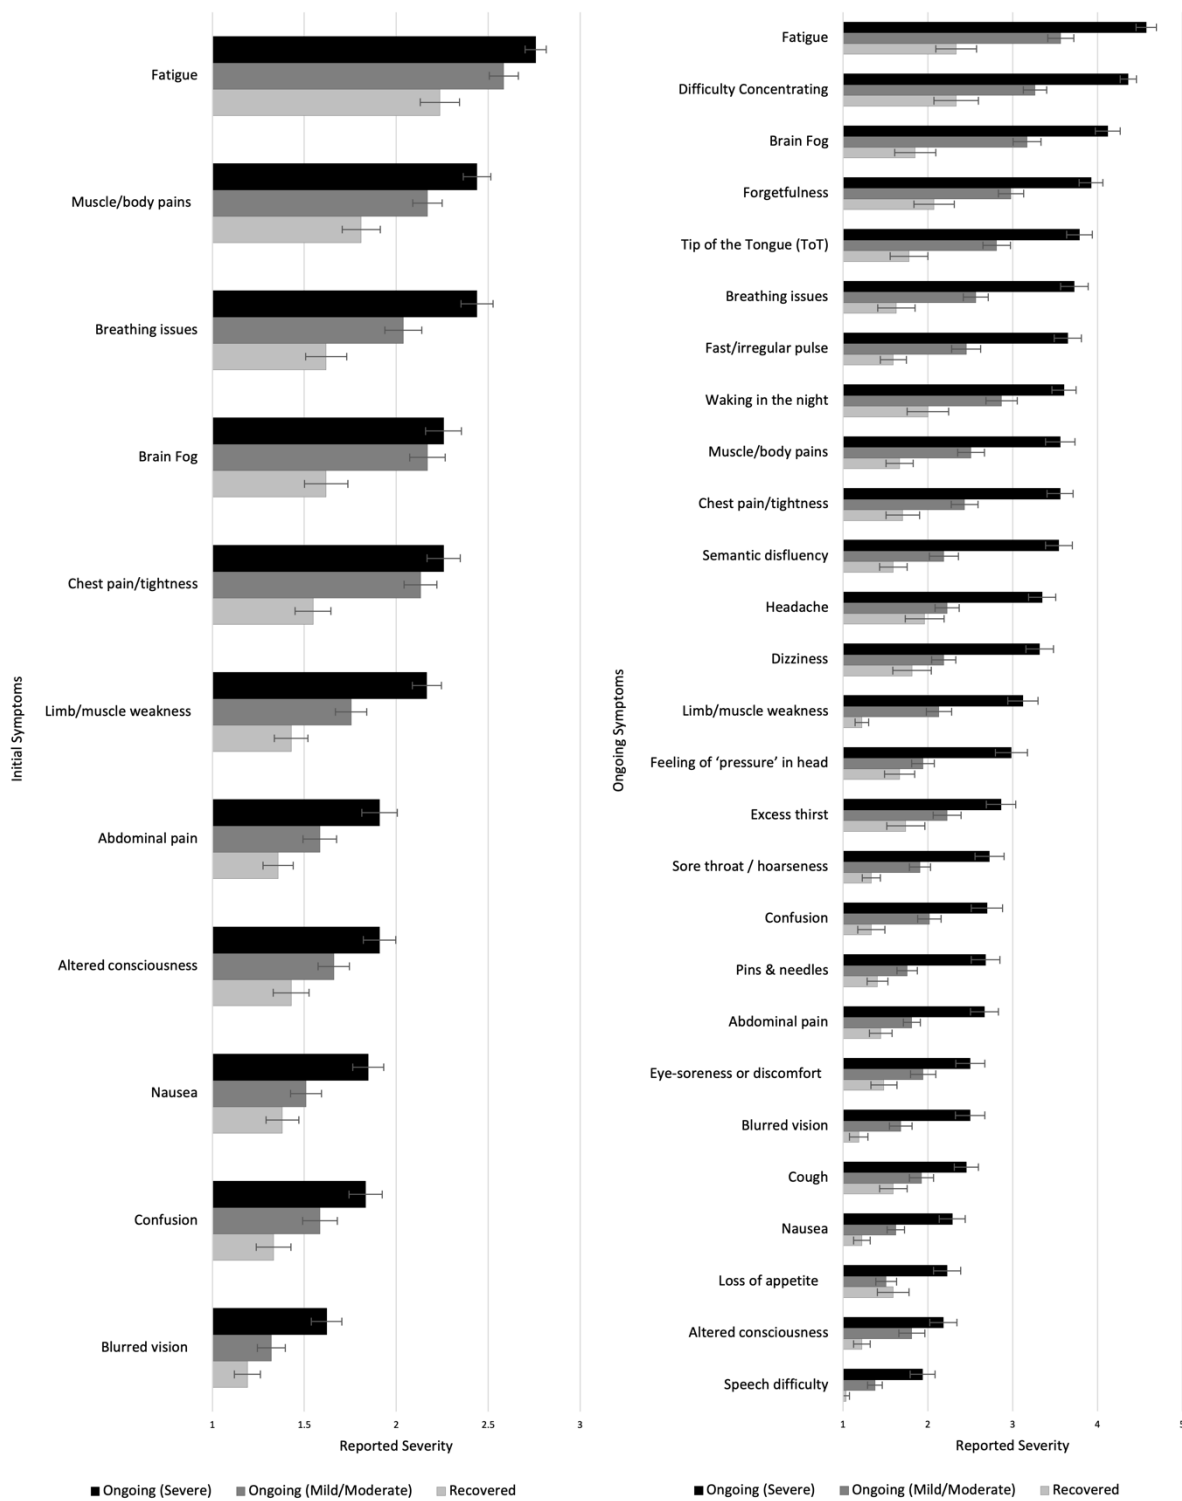 Initial Symptoms
Fatigue
Muscle/body pains
Breathing issues
Brain Fog
Chest pain/tightness
Limb/muscle weakness
Abdominal pain
Altered consciousness
Nausea
Confusion
Blurred vision
1 1.5 2 2.5 3
Reported Severity
Ongoing (Severe) Ongoing (Mild/Moderate) Recovered
Ongoing Symptoms
Fatigue
Difficulty Concentrating
Brain Fog
Forgetfulness
Tip of the Tongue (ToT)
Breathing issues
Fast/irregular pulse
Waking in the night
Muscle/body pains
Chest pain/tightness
Semantic disfluency
Headache
Dizziness
Limb/muscle weakness
Feeling of ‘pressure’ in head
Excess thirst
Sore throat / hoarseness
Confusion
Pins & needles
Abdominal pain
Eye-soreness or discomfort
Blurred vision
Cough
Nausea
Loss of appetite
Altered consciousness
Speech difficulty
1 2 3 4 5
Reported Severity
Ongoing (Severe) Ongoing (Mild/Moderate) Recovered